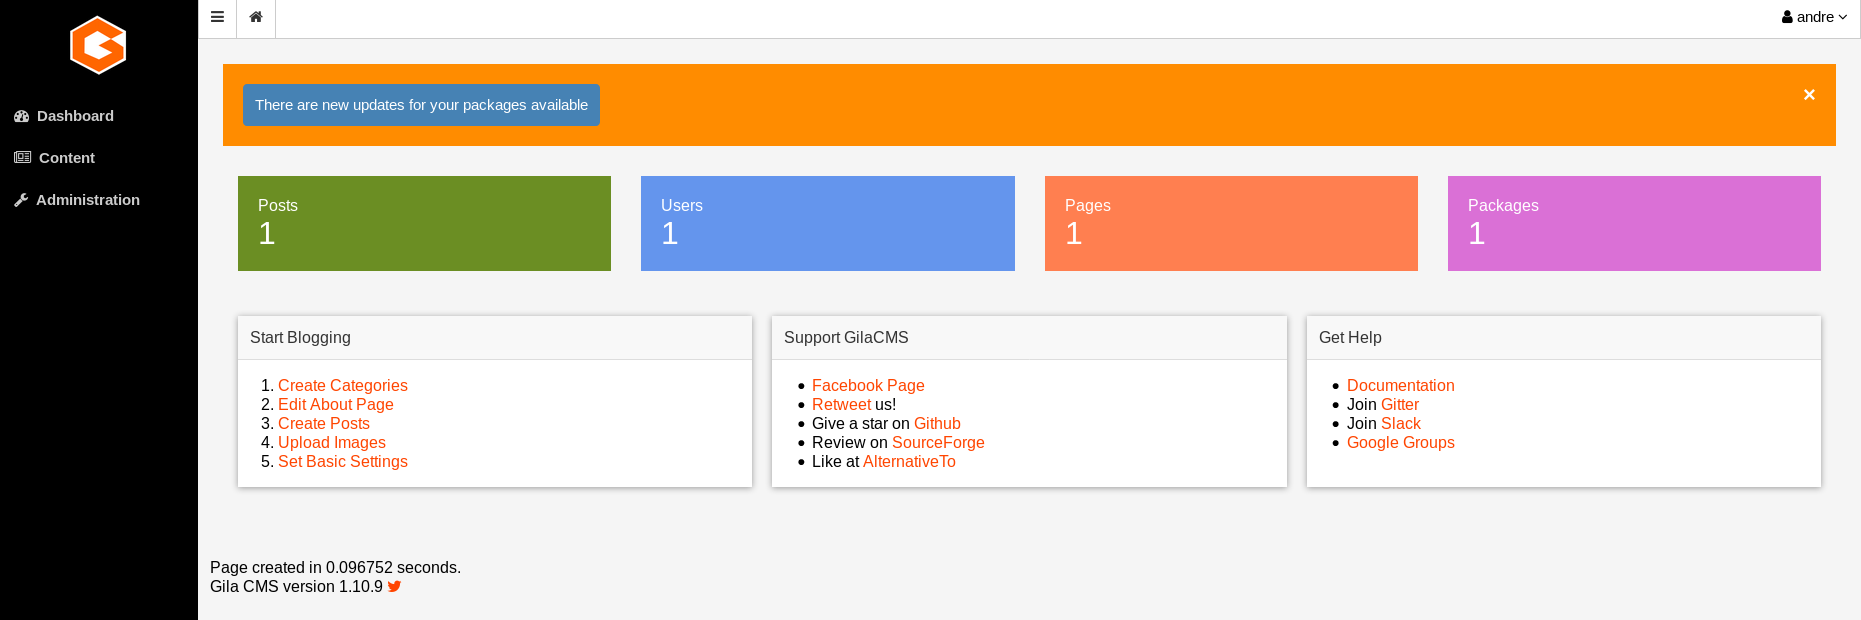 andre
Dashboard
Content
Administration
There are new updates for your packages available
×
Posts
1
Users
1
Pages
1
Packages
1
Start Blogging
1. Create Categories
2. Edit About Page
3. Create Posts
4. Upload Images
5. Set Basic Settings
Support GilaCMS
• Facebook Page
• Retweet us!
• Give a star on Github
• Review on SourceForge
• Like at AlternativeTo
Get Help
• Documentation
• Join Gitter
• Join Slack
• Google Groups
Page created in 0.096752 seconds.
Gila CMS version 1.10.9